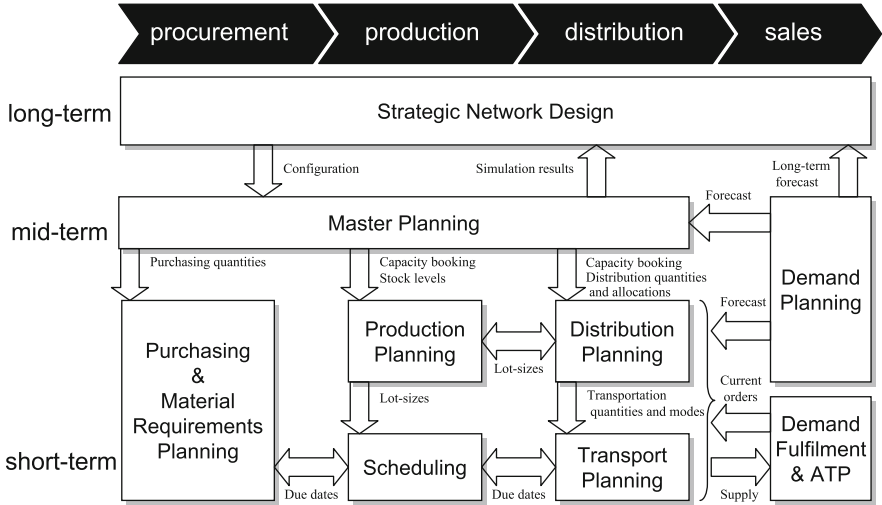 procurement
production
distribution
sales
long-term
Strategic Network Design
Configuration
Simulation results
Long-term
forecast
mid-term
Master Planning
Forecast
Demand
Planning
Purchasing quantities
Capacity booking
Stock levels
Capacity booking
Distribution quantities
and allocations
Forecast
Purchasing
&
Material
Requirements
Planning
Production
Planning
Lot-sizes
Distribution
Planning
Lot-sizes
Transportation
quantities and modes
Current
orders
short-term
Due dates
Scheduling
Due dates
Transport
Planning
Supply
Demand
Fulfilment
& ATP